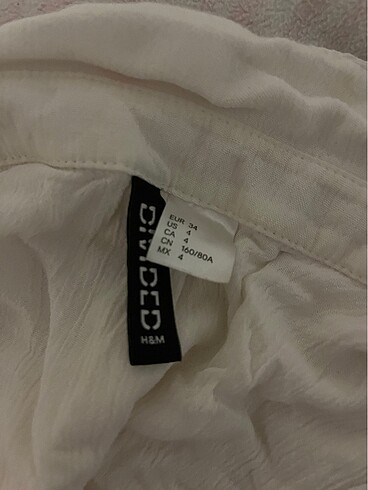 DIVIDED
H&M
EUR 34
US 4
CA 4
CN 160/80A
MX 4